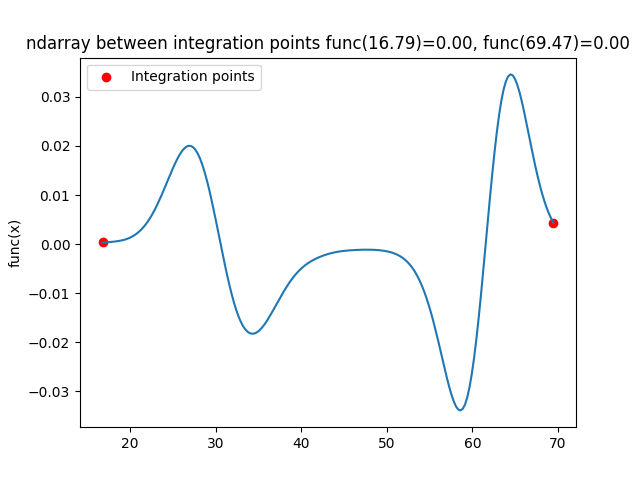 ndarray between integration points func(16.79)=0.00, func(69.47)=0.00
Integration points
0.03
0.02
0.01
0.00
−0.01
−0.02
−0.03
func(x)
20 30 40 50 60 70